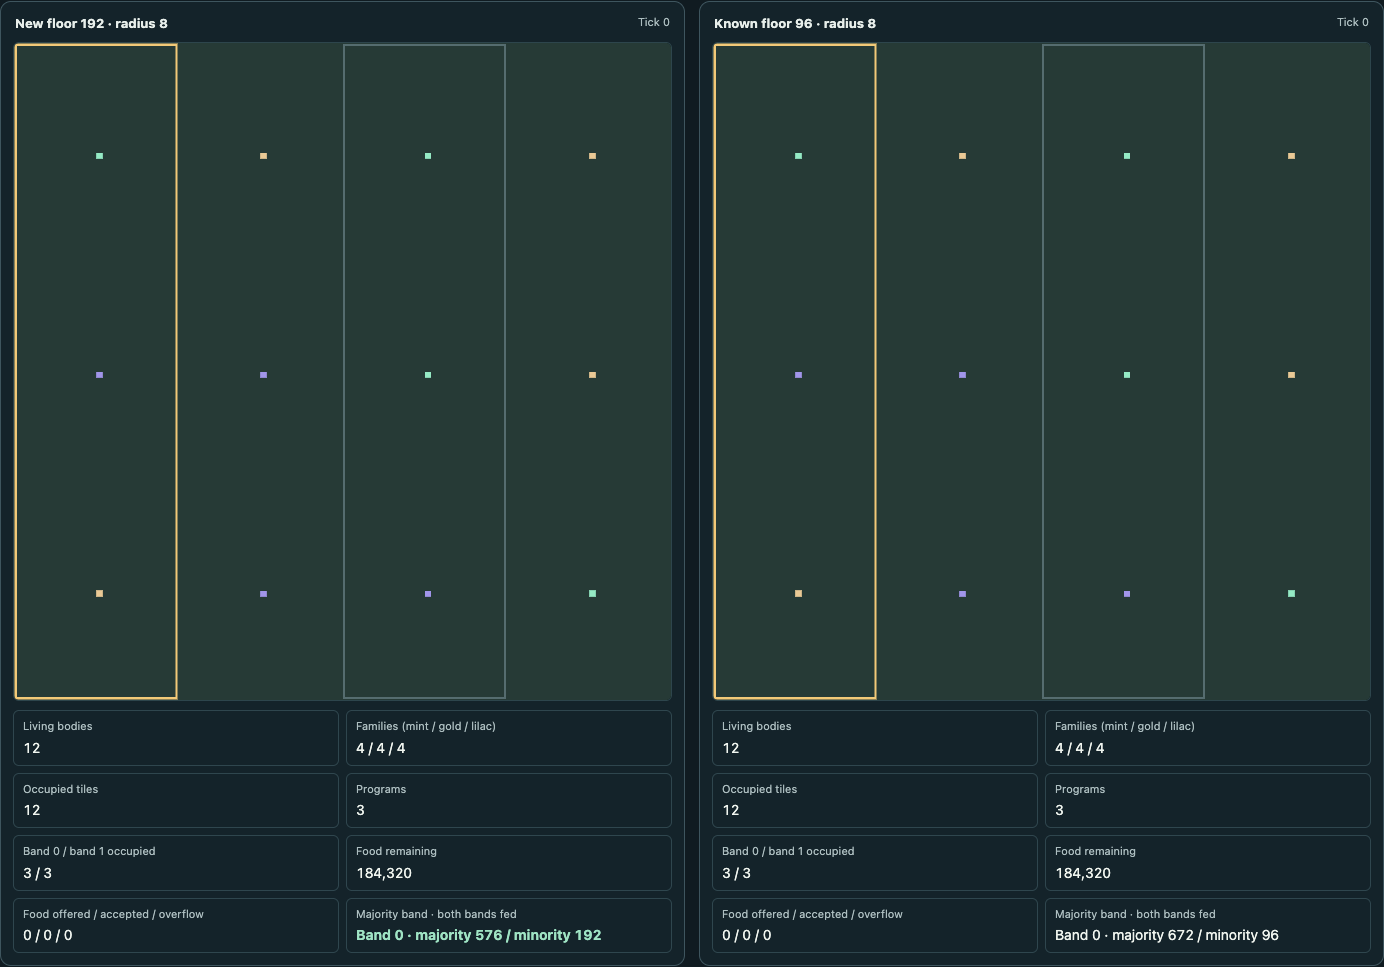 New floor 192 · radius 8
Tick 0
Living bodies
12
Families (mint / gold / lilac)
4 / 4 / 4
Occupied tiles
12
Programs
3
Band 0 / band 1 occupied
3 / 3
Food remaining
184,320
Food offered / accepted / overflow
0 / 0 / 0
Majority band · both bands fed
Band 0 · majority 576 / minority 192
Known floor 96 · radius 8
Tick 0
Living bodies
12
Families (mint / gold / lilac)
4 / 4 / 4
Occupied tiles
12
Programs
3
Band 0 / band 1 occupied
3 / 3
Food remaining
184,320
Food offered / accepted / overflow
0 / 0 / 0
Majority band · both bands fed
Band 0 · majority 672 / minority 96